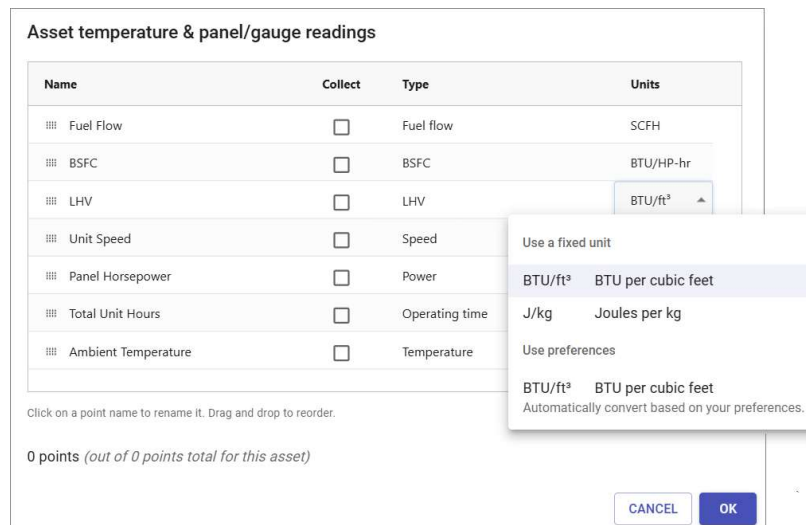 Asset temperature & panel/gauge readings
Name Collect Type Units
Fuel Flow Fuel flow SCFH
BSFC BSFC BTU/HP-hr
LHV LHV BTU/ft³
Unit Speed Speed
Use a fixed unit
Panel Horsepower Power
BTU/ft³ BTU per cubic feet
Total Unit Hours Operating time
J/kg Joules per kg
Ambient Temperature Temperature
Use preferences
BTU/ft³ BTU per cubic feet
Automatically convert based on your preferences.
Click on a point name to rename it. Drag and drop to reorder.
0 points (out of 0 points total for this asset)
CANCEL OK